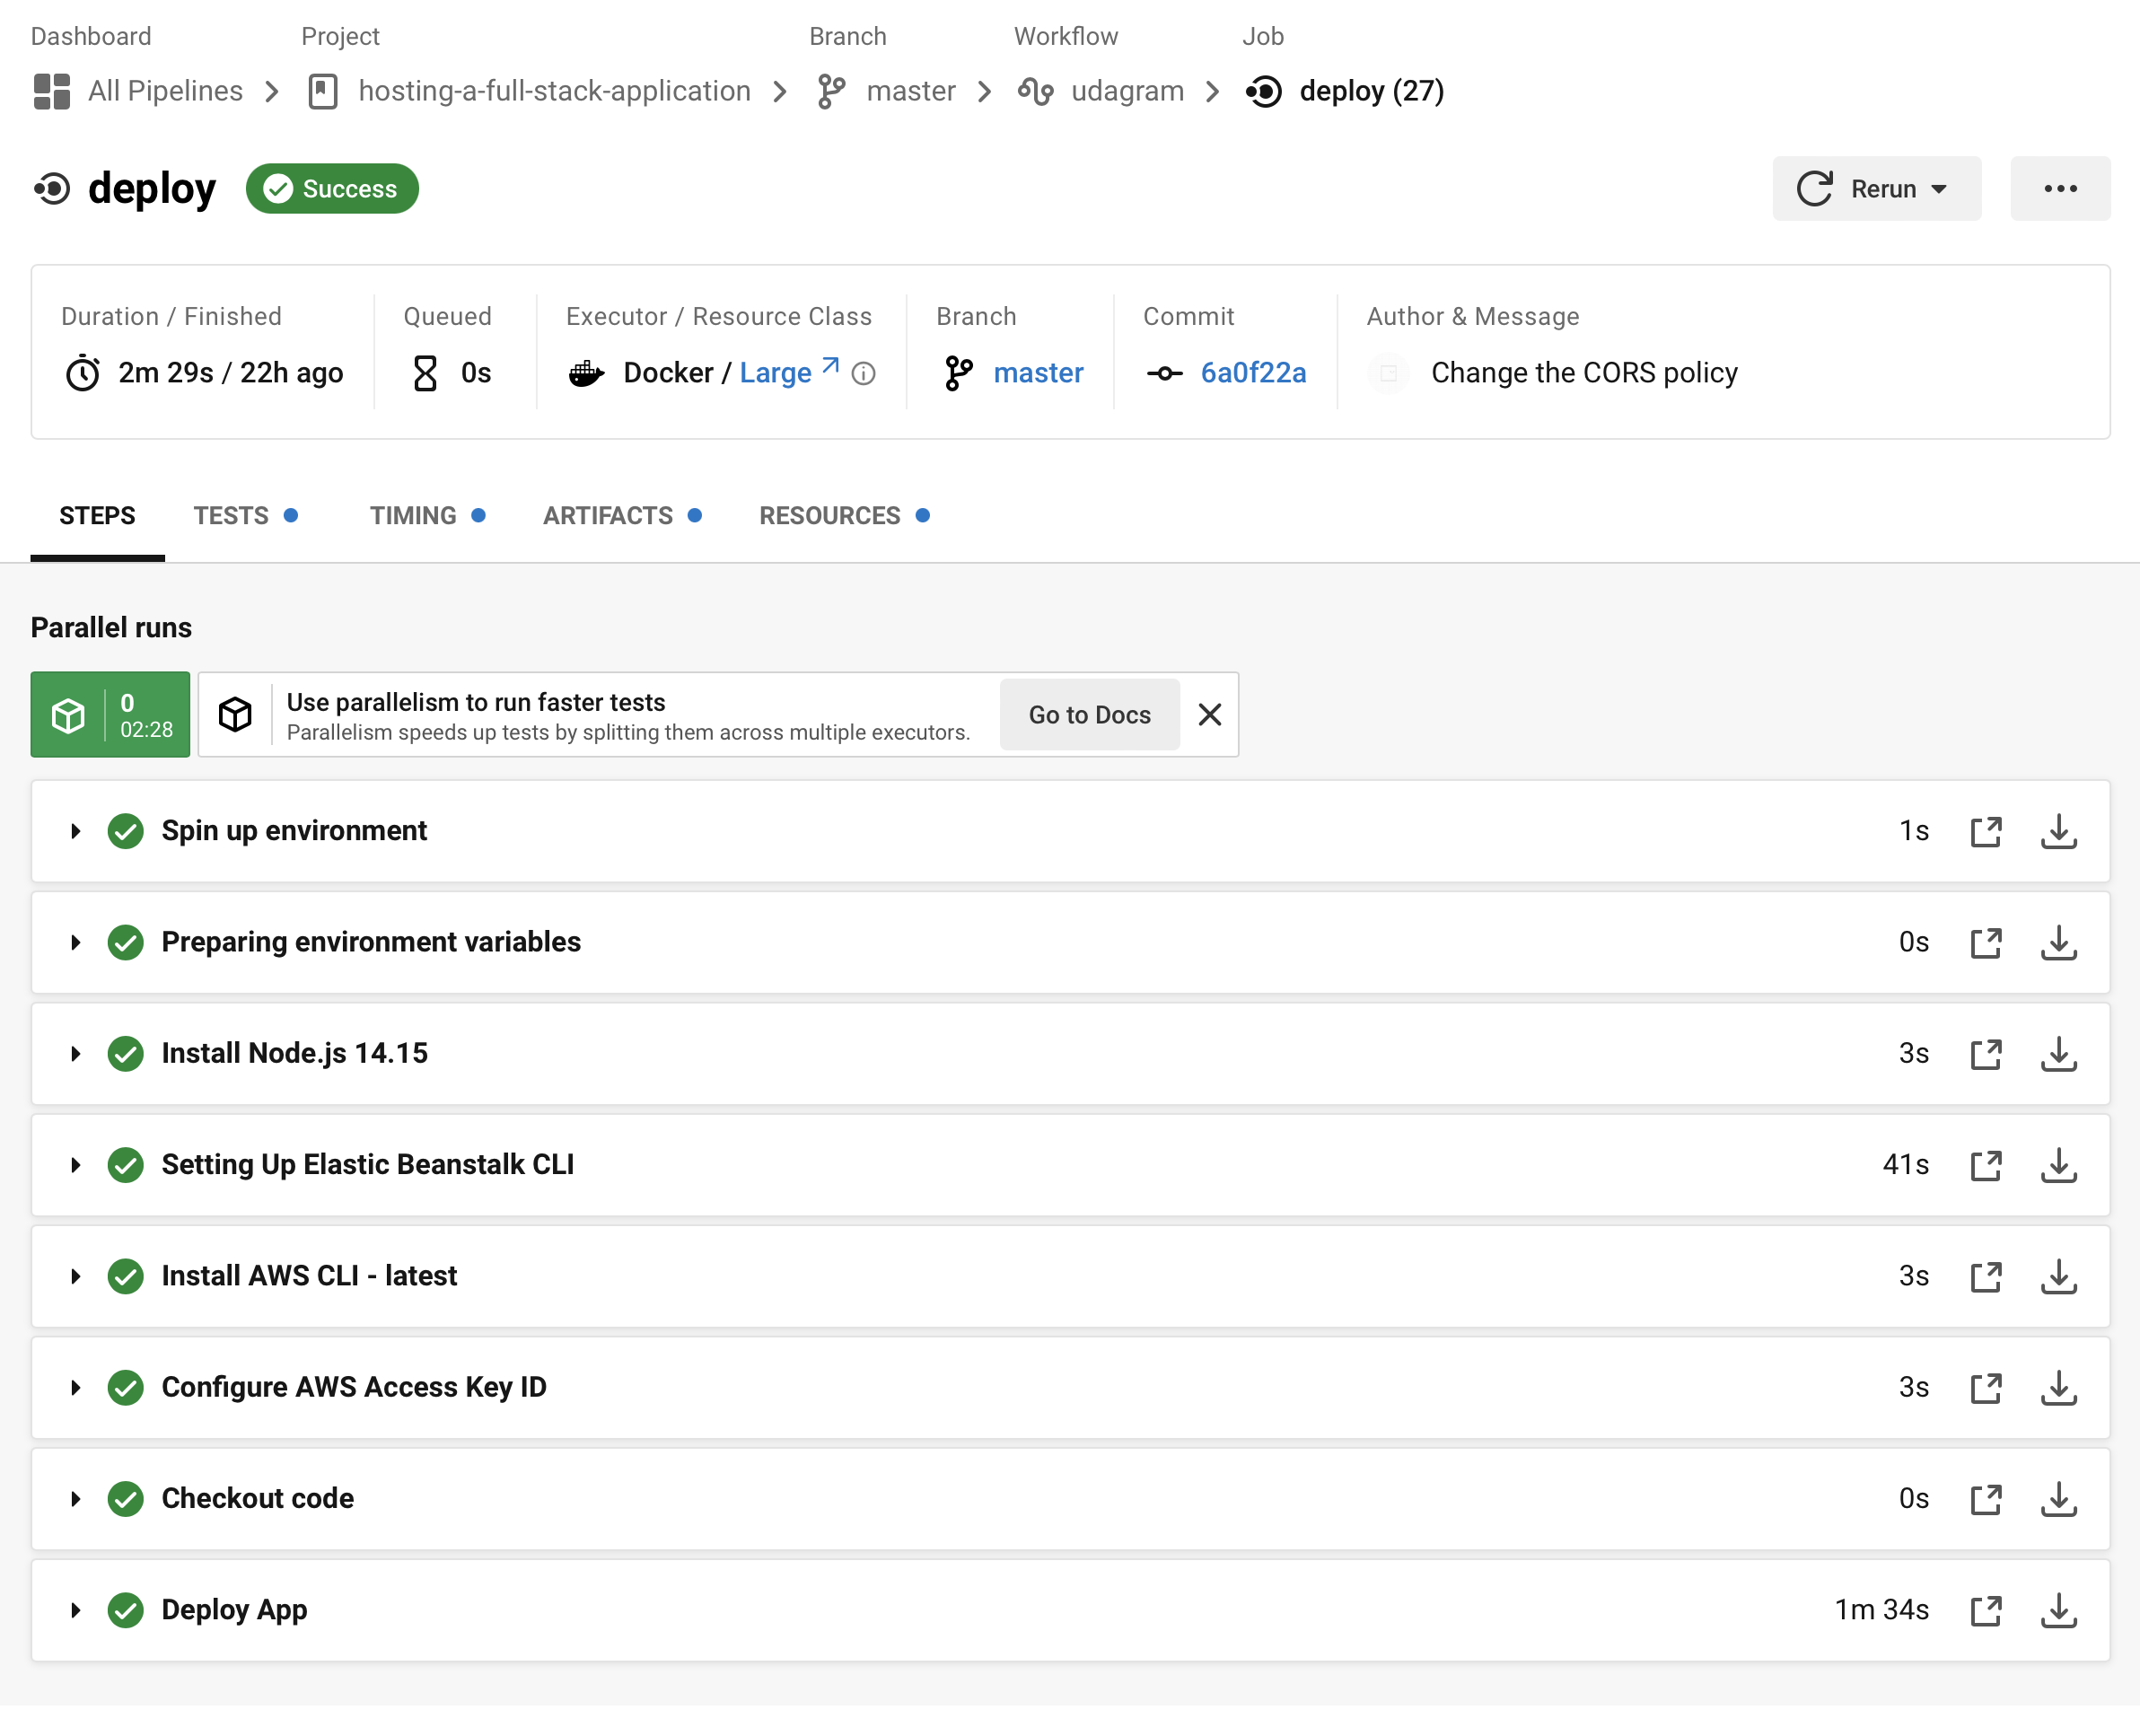 Dashboard Project Branch Workflow Job
All Pipelines hosting-a-full-stack-application master udagram deploy (27)
deploy Success Rerun
Duration / Finished Queued Executor / Resource Class Branch Commit Author & Message
2m 29s / 22h ago 0s Docker / Large master 6a0f22a Change the CORS policy
STEPS TESTS TIMING ARTIFACTS RESOURCES
Parallel runs
0
02:28
Use parallelism to run faster tests
Parallelism speeds up tests by splitting them across multiple executors.
Go to Docs
Spin up environment 1s
Preparing environment variables 0s
Install Node.js 14.15 3s
Setting Up Elastic Beanstalk CLI 41s
Install AWS CLI - latest 3s
Configure AWS Access Key ID 3s
Checkout code 0s
Deploy App 1m 34s